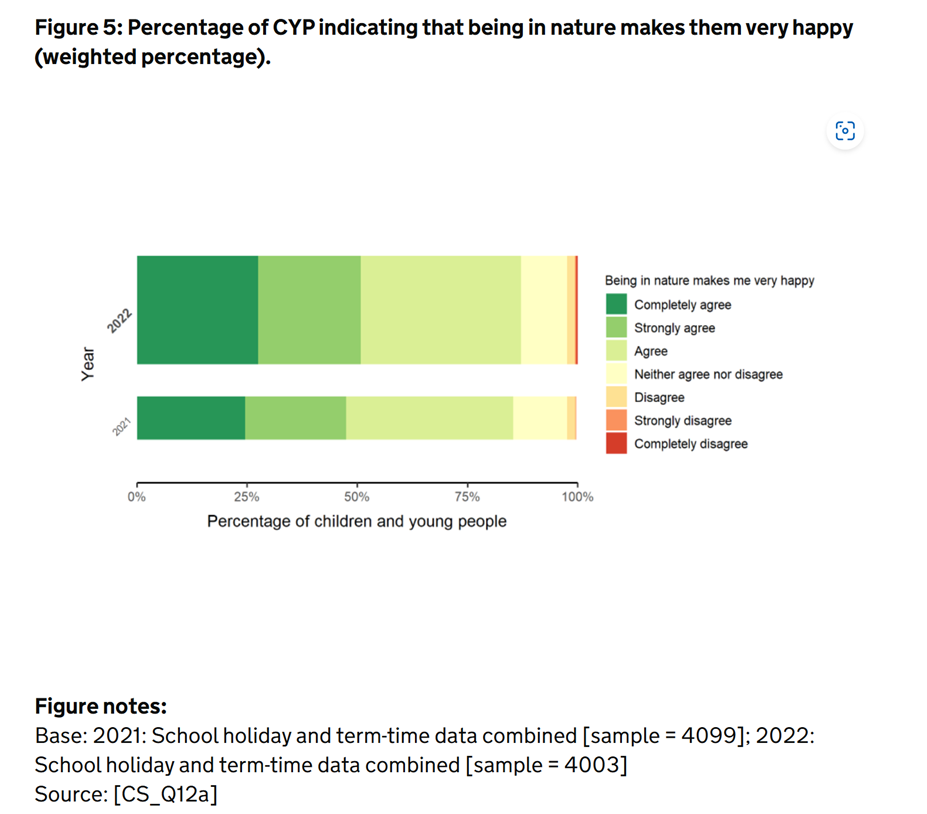 Figure 5: Percentage of CYP indicating that being in nature makes them very happy
(weighted percentage).
2022
2021
Year
Being in nature makes me very happy
Completely agree
Strongly agree
Agree
Neither agree nor disagree
Disagree
Strongly disagree
Completely disagree
0% 25% 50% 75% 100%
Percentage of children and young people
Figure notes:
Base: 2021: School holiday and term-time data combined [sample = 4099]; 2022:
School holiday and term-time data combined [sample = 4003]
Source: [CS_Q12a]